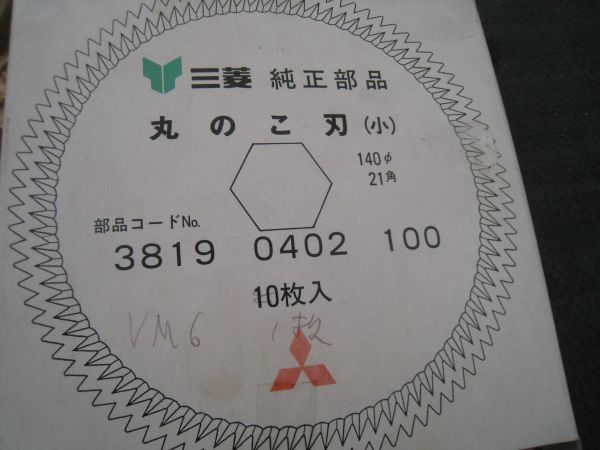 三菱 純正部品
丸のこ刃(小)
140φ
21角
部品コードNo.
3819 0402 100
10枚入
VM6 1枚